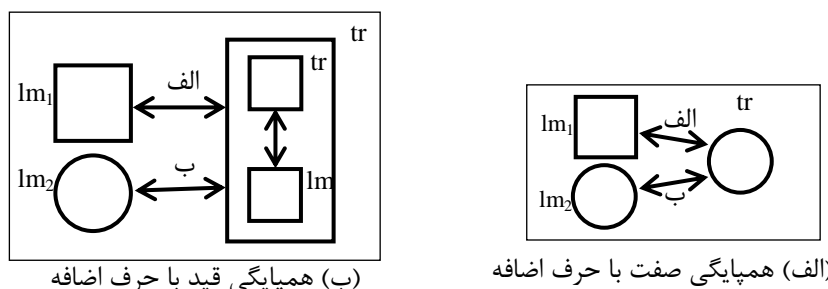 tr
tr
الف
lm₁
ب
lm₂
lm
(ب) همپایگی قید با حرف اضافه
tr
الف
lm₁
ب
lm₂
(الف) همپایگی صفت با حرف اضافه